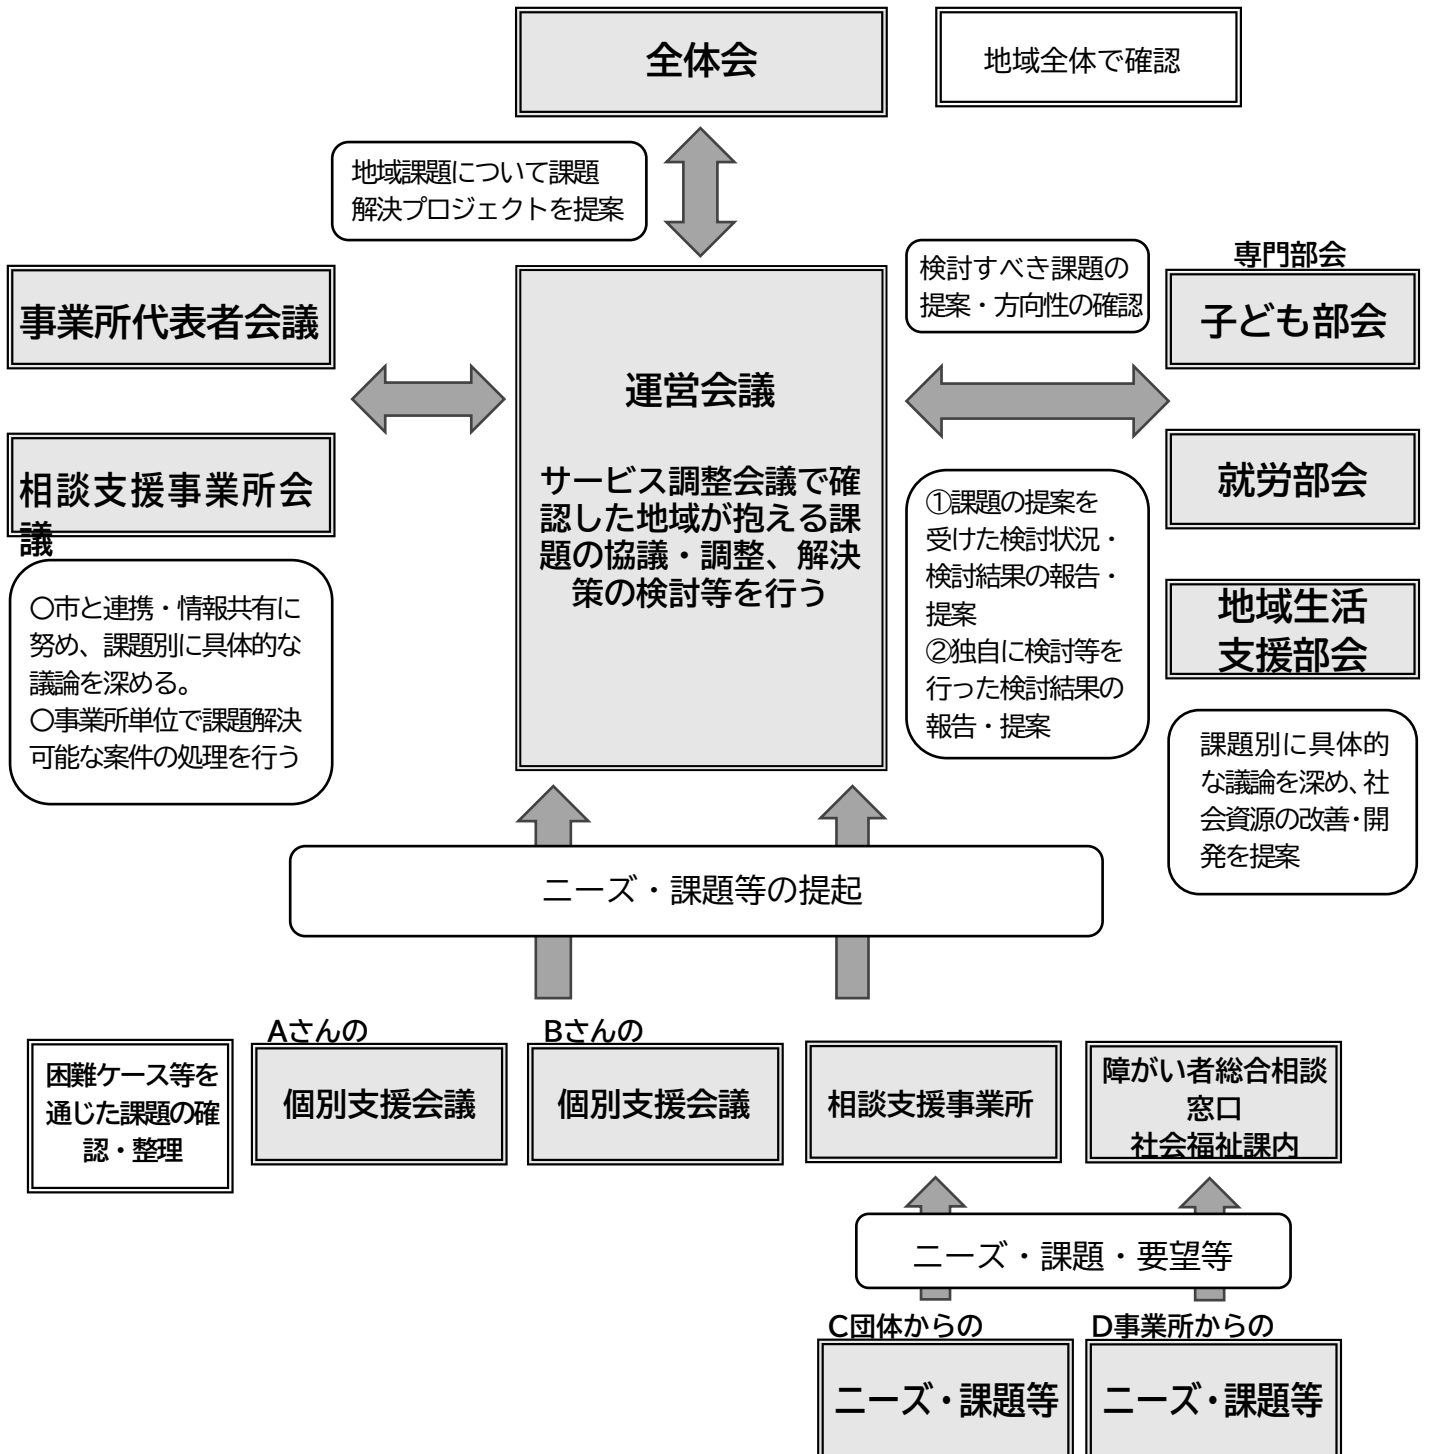 全体会
地域全体で確認
地域課題について課題
解決プロジェクトを提案
事業所代表者会議
相談支援事業所会
議
〇市と連携・情報共有に
努め、課題別に具体的な
議論を深める。
〇事業所単位で課題解決
可能な案件の処理を行う
運営会議
サービス調整会議で確
認した地域が抱える課
題の協議・調整、解決
策の検討等を行う
検討すべき課題の
提案・方向性の確認
①課題の提案を
受けた検討状況・
検討結果の報告・
提案
②独自に検討等を
行った検討結果の
報告・提案
専門部会
子ども部会
就労部会
地域生活
支援部会
課題別に具体的
な議論を深め、社
会資源の改善・開
発を提案
ニーズ・課題等の提起
困難ケース等を
通じた課題の確
認・整理
Aさんの
個別支援会議
Bさんの
個別支援会議
相談支援事業所
障がい者総合相談
窓口
社会福祉課内
ニーズ・課題・要望等
C団体からの
ニーズ・課題等
D事業所からの
ニーズ・課題等